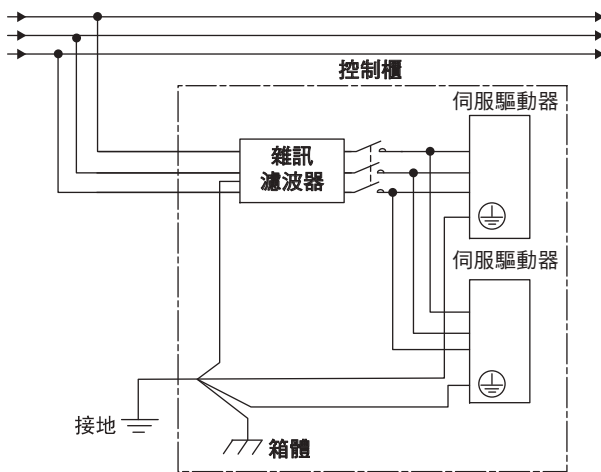 控制櫃
伺服驅動器
雜訊
濾波器
伺服驅動器
接地
箱體